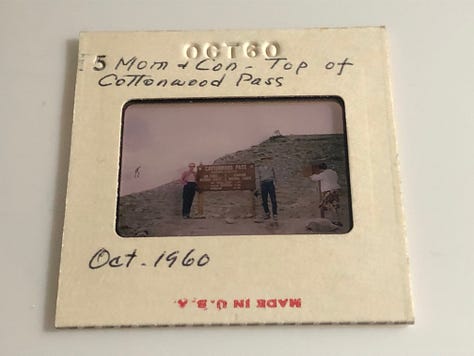 OCT60
5 Mom + Con - Top of
Cottonwood Pass
COTTONWOOD PASS
Oct. 1960
MADE IN U.S.A